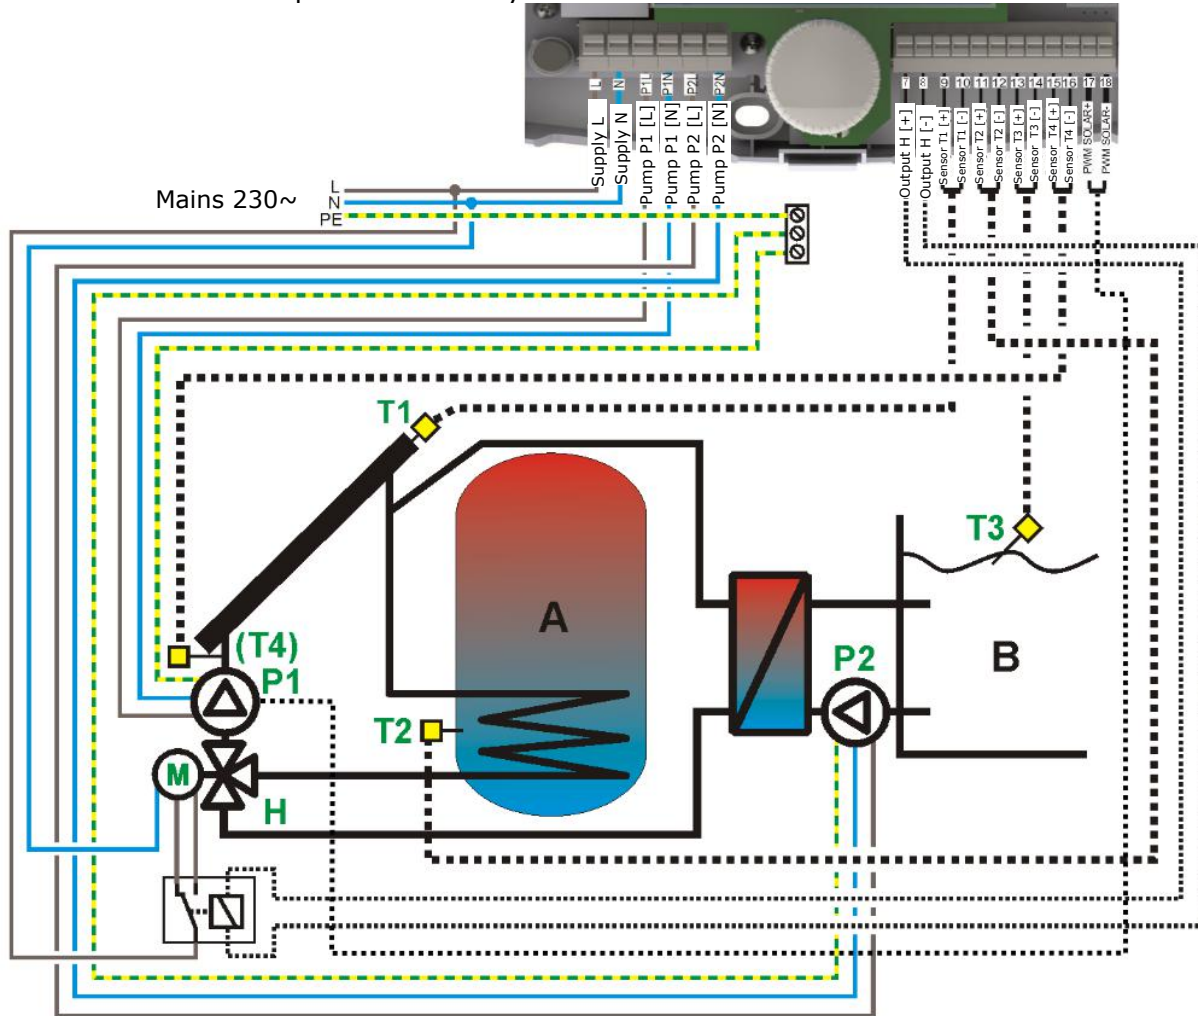 L N P1L P1N P2L P2N
7 8 9 10 11 12 13 14 15 16 17 18
Supply L
Supply N
Pump P1 [L]
Pump P1 [N]
Pump P2 [L]
Pump P2 [N]
Output H [+]
Output H [-]
Sensor T1 [+]
Sensor T1 [-]
Sensor T2 [+]
Sensor T2 [-]
Sensor T3 [+]
Sensor T3 [-]
Sensor T4 [+]
Sensor T4 [-]
PWM SOLAR+
PWM SOLAR-
Mains 230~
L
N
PE
T1
T3
A
(T4)
P1
P2
B
T2
M
H